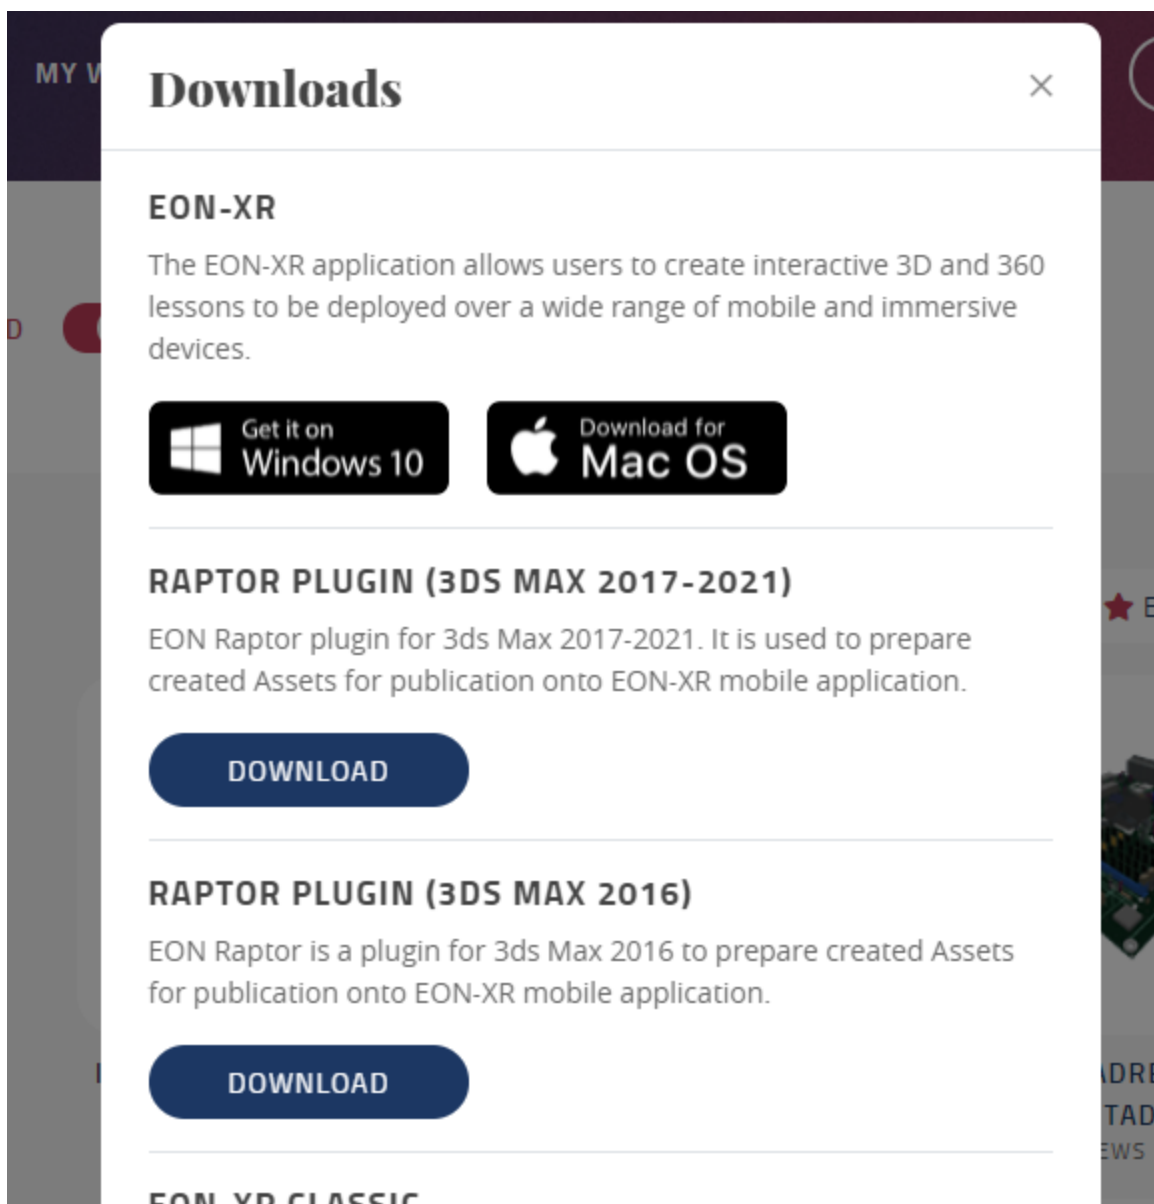 MY
Downloads
EON-XR
The EON-XR application allows users to create interactive 3D and 360
lessons to be deployed over a wide range of mobile and immersive
devices.
Get it on
Windows 10
Download for
Mac OS
RAPTOR PLUGIN (3DS MAX 2017-2021)
EON Raptor plugin for 3ds Max 2017-2021. It is used to prepare
created Assets for publication onto EON-XR mobile application.
DOWNLOAD
RAPTOR PLUGIN (3DS MAX 2016)
EON Raptor is a plugin for 3ds Max 2016 to prepare created Assets
for publication onto EON-XR mobile application.
DOWNLOAD
EON-XR CLASSIC